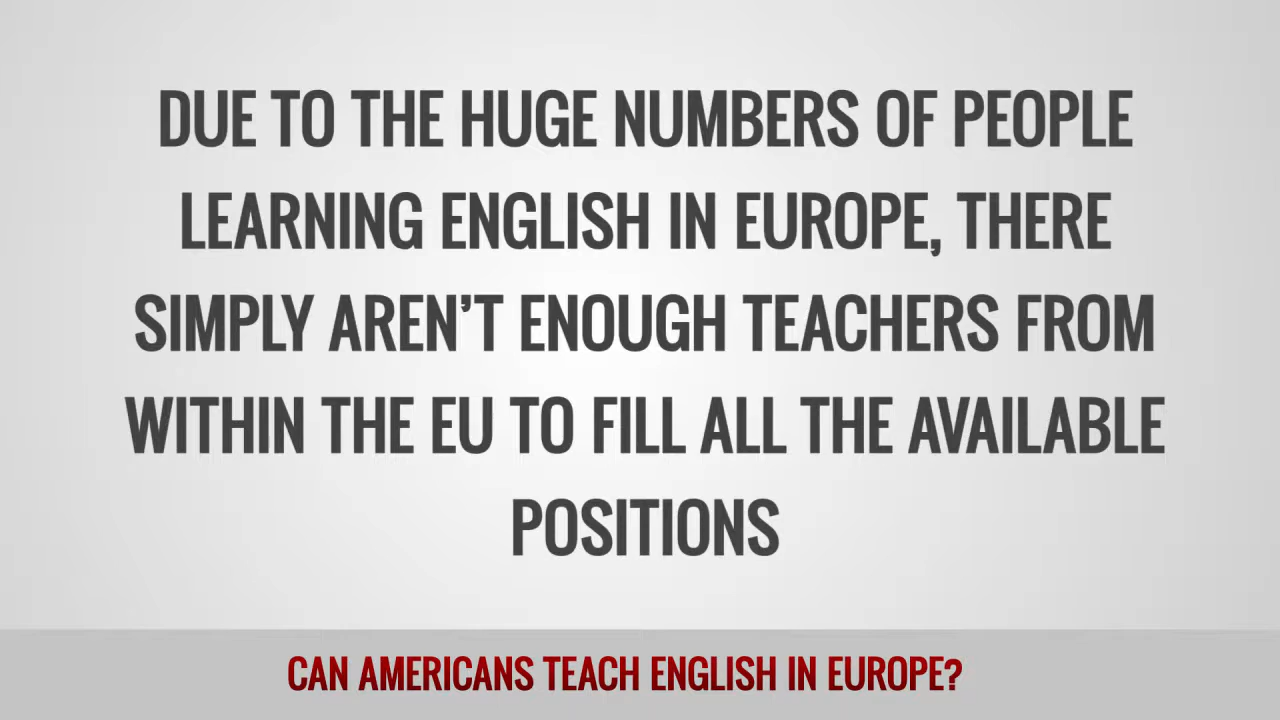 DUE TO THE HUGE NUMBERS OF PEOPLE
LEARNING ENGLISH IN EUROPE, THERE
SIMPLY AREN'T ENOUGH TEACHERS FROM
WITHIN THE EU TO FILL ALL THE AVAILABLE
POSITIONS
CAN AMERICANS TEACH ENGLISH IN EUROPE?